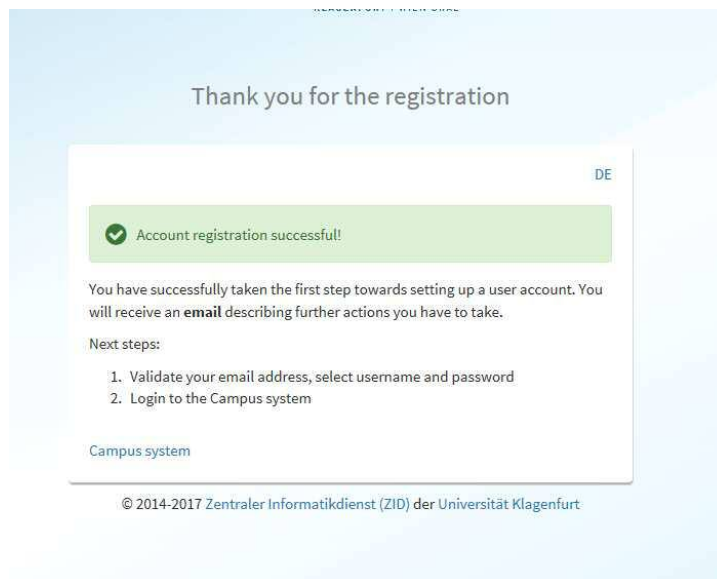 Thank you for the registration
DE
Account registration successful!
You have successfully taken the first step towards setting up a user account. You
will receive an email describing further actions you have to take.
Next steps:
1. Validate your email address, select username and password
2. Login to the Campus system
Campus system
© 2014-2017 Zentraler Informatikdienst (ZID) der Universität Klagenfurt